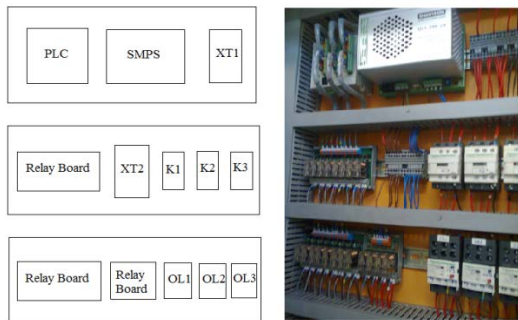 PLC
SMPS
XT1
Relay Board
XT2
K1
K2
K3
Relay Board
Relay
Board
OL1
OL2
OL3